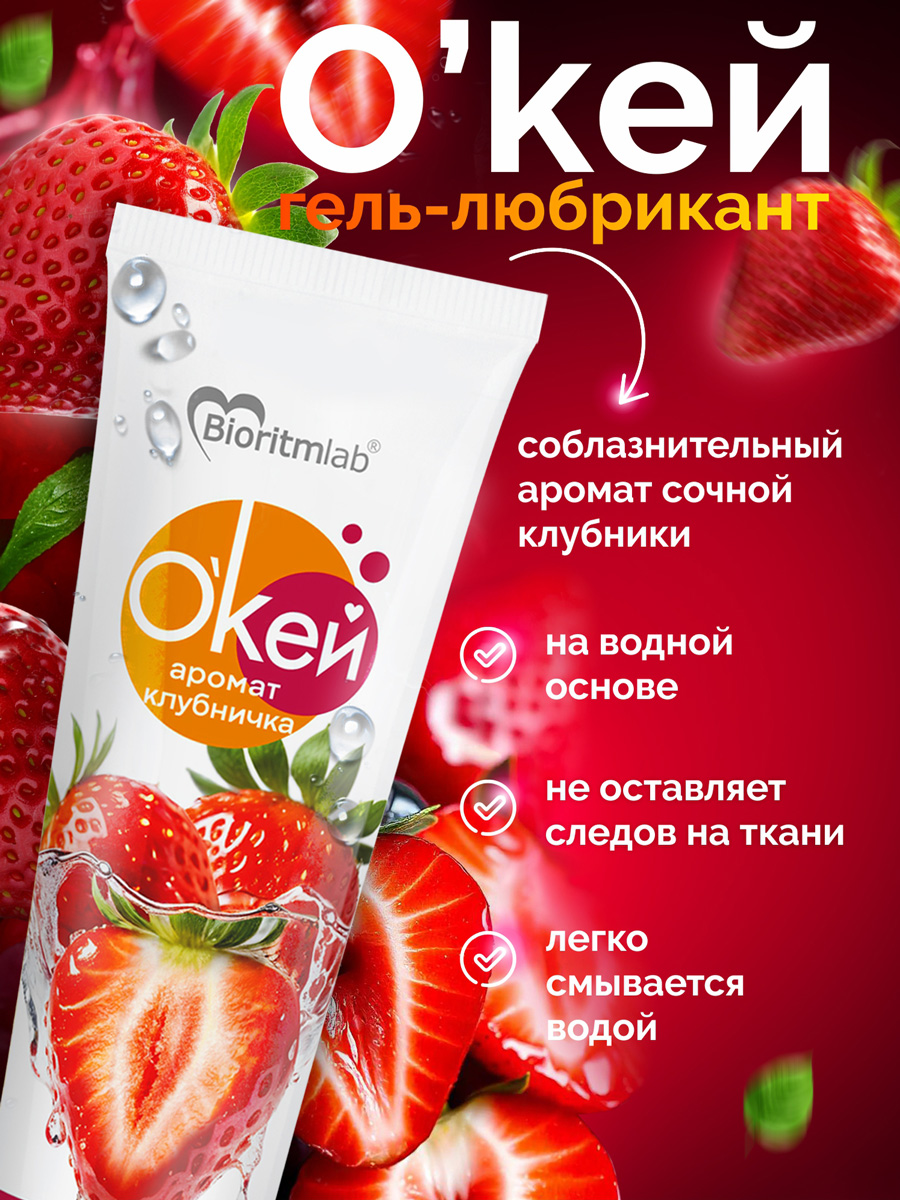 О’кей
гель-любрикант
соблазнительный
аромат сочной
клубники
Bioritmlab®
О’кей
аромат
клубничка
на водной
основе
не оставляет
следов на ткани
легко
смывается
водой